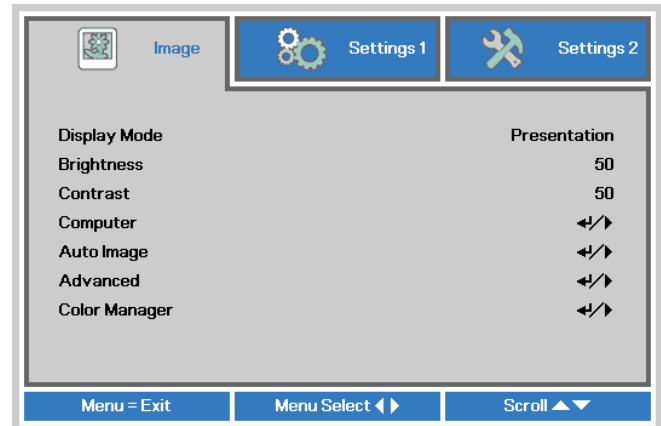 Image
Settings 1
Settings 2
Display Mode Presentation
Brightness 50
Contrast 50
Computer ↵/▶
Auto Image ↵/▶
Advanced ↵/▶
Color Manager ↵/▶
Menu = Exit
Menu Select ◀ ▶
Scroll ▲▼